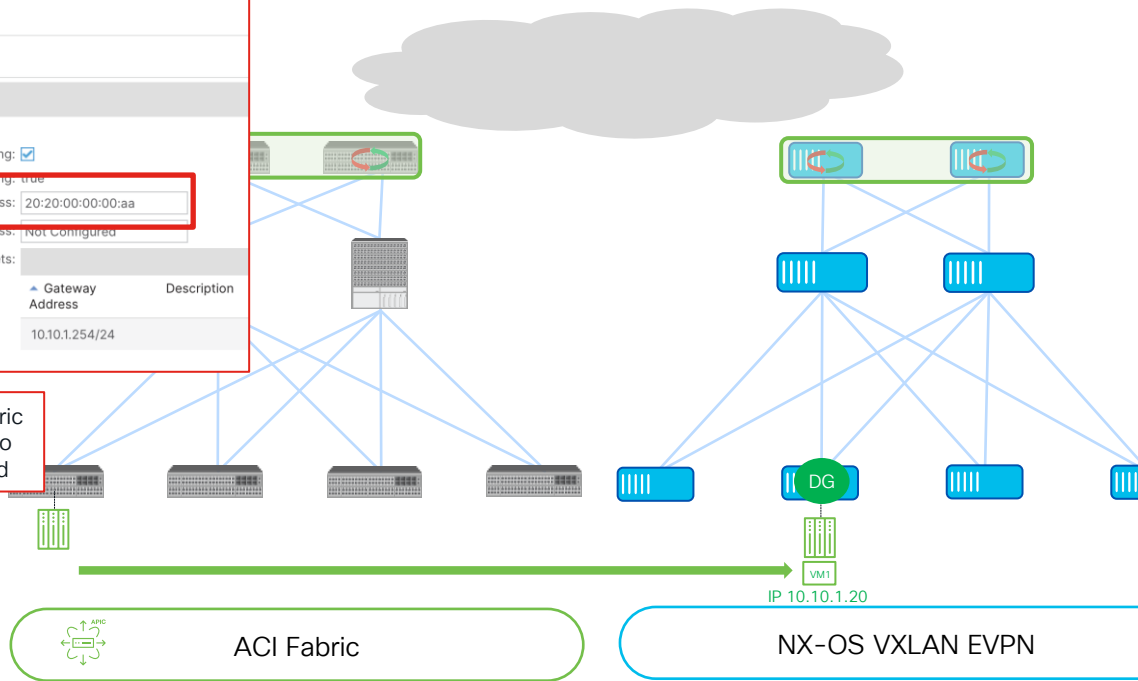 ng:
ng: true
ss: 20:20:00:00:00:aa
ss: Not Configured
ts:
Gateway Address
Description
10.10.1.254/24
ric
o
d
DG
VM1
IP 10.10.1.20
APIC
ACI Fabric
NX-OS VXLAN EVPN